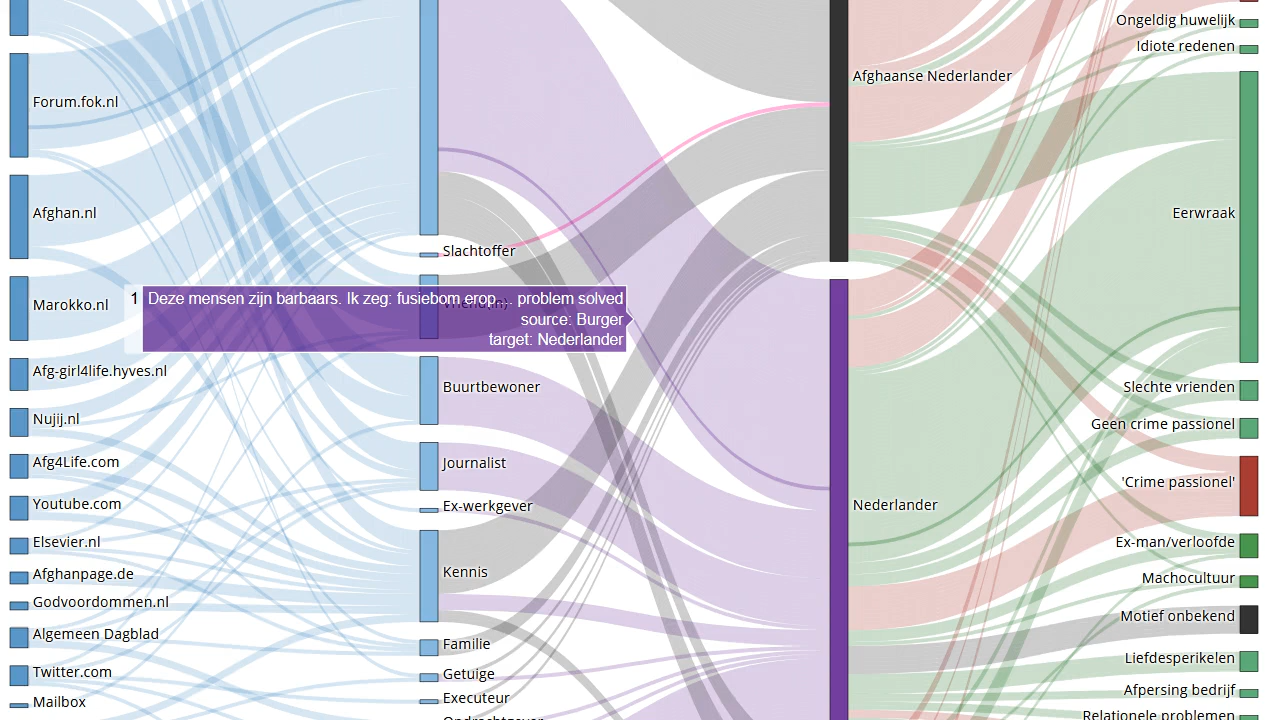 Forum.fok.nl
Afghan.nl
Marokko.nl
Afg-girl4life.hyves.nl
Nujij.nl
Afg4Life.com
Youtube.com
Elsevier.nl
Afghanpage.de
Godvoordommen.nl
Algemeen Dagblad
Twitter.com
Mailbox
Slachtoffer
1
Deze mensen zijn barbaars. Ik zeg: fusiebom erop.... problem solved
source: Burger
target: Nederlander
Buurtbewoner
Journalist
Ex-werkgever
Kennis
Familie
Getuige
Executeur
Opdrachtgever
Afghaanse Nederlander
Nederlander
Ongeldig huwelijk
Idiote redenen
Eerwraak
Slechte vrienden
Geen crime passionel
'Crime passionel'
Ex-man/verloofde
Machocultuur
Motief onbekend
Liefdesperikelen
Afpersing bedrijf
Relationele problemen